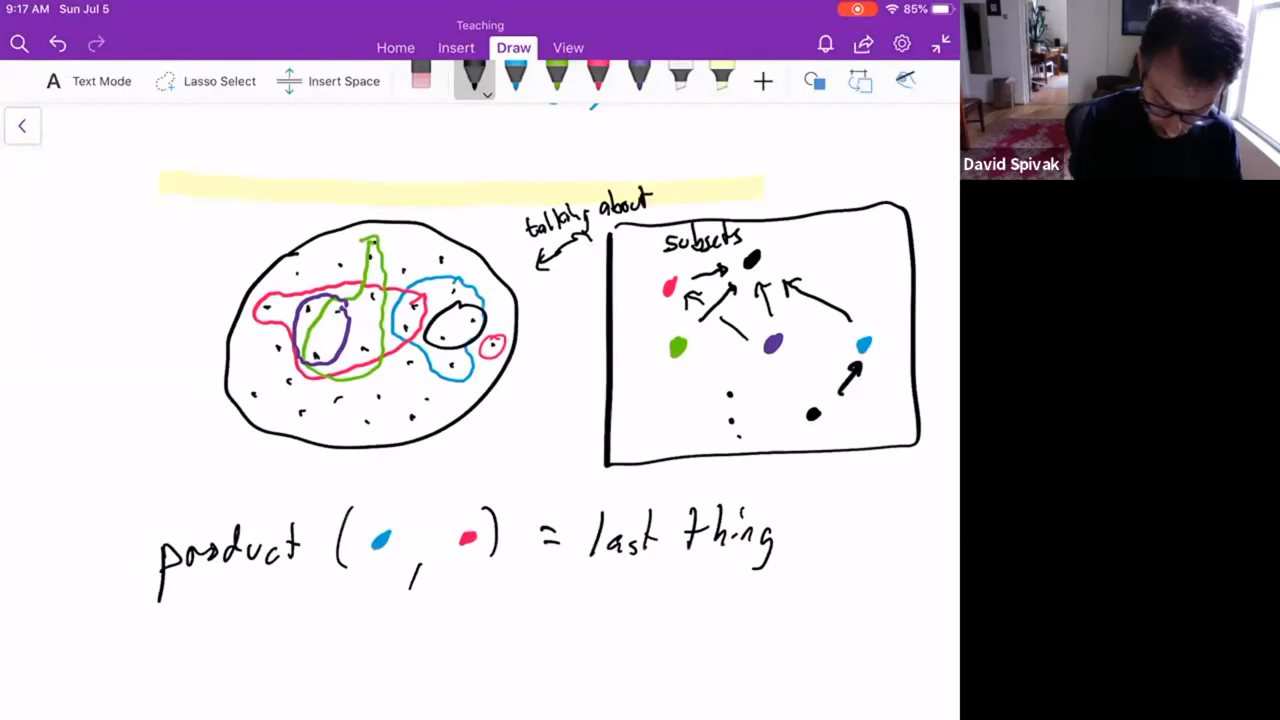 9:17 AM Sun Jul 5
85%
Teaching
Home Insert Draw View
Text Mode Lasso Select Insert Space
David Spivak
talking about
subsets
product ( , ) = last thing